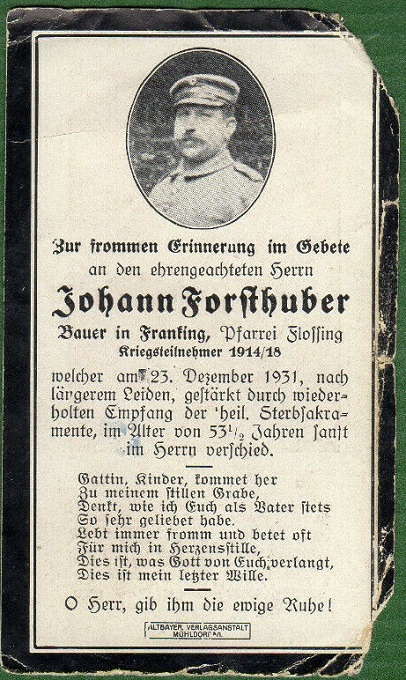 Zur frommen Erinnerung im Gebete
an den ehrengeachteten Herrn
Johann Forsthuber
Bauer in Franking, Pfarrei Flossing
Kriegsteilnehmer 1914/18
welcher am 23. Dezember 1931, nach
längerem Leiden, gestärkt durch wieder-
holten Empfang der heil. Sterbsakra-
mente, im Alter von 53½ Jahren sanft
im Herrn verschied.
Gattin, Kinder, kommet her
Zu meinem stillen Grabe,
Denkt, wie ich Euch als Vater stets
So sehr geliebet habe.
Lebt immer fromm und betet oft
Für mich in Herzensstille,
Dies ist, was Gott von Euch verlangt,
Dies ist mein letzter Wille.
O Herr, gib ihm die ewige Ruhe!
ALTBAYER. VERLAGSANSTALT
MÜHLDORF a/I.